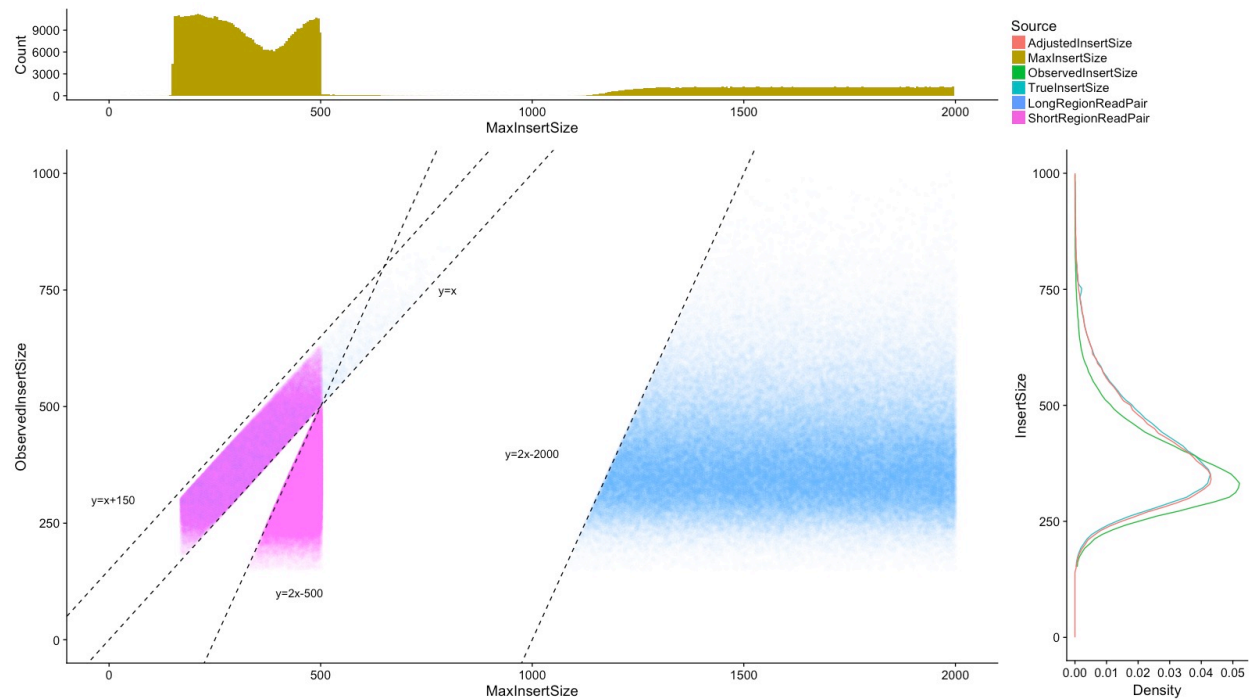 Count
9000
6000
3000
0
0
500
1000
1500
2000
MaxInsertSize
Source
AdjustedInsertSize
MaxInsertSize
ObservedInsertSize
TrueInsertSize
LongRegionReadPair
ShortRegionReadPair
ObservedInsertSize
1000
750
500
250
0
y=x
y=2x-2000
y=x+150
y=2x-500
0
500
1000
1500
2000
MaxInsertSize
InsertSize
1000
750
500
250
0
0.00
0.01
0.02
0.03
0.04
0.05
Density